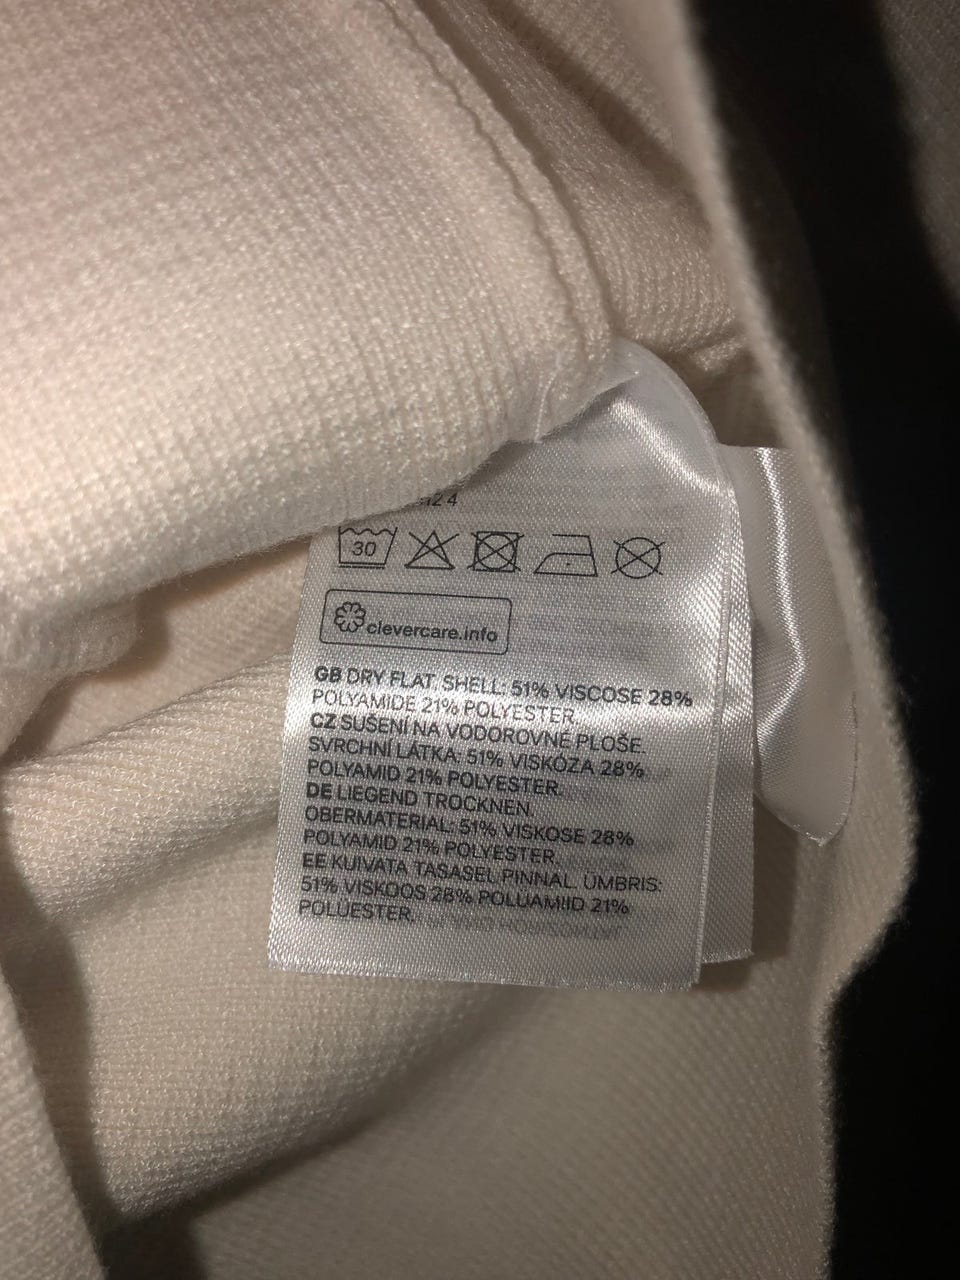 30
clevercare.info
GB DRY FLAT. SHELL: 51% VISCOSE 28%
POLYAMIDE 21% POLYESTER.
CZ SUŠENÍ NA VODOROVNÉ PLOŠE.
SVRCHNÍ LÁTKA: 51% VISKÓZA 28%
POLYAMID 21% POLYESTER.
DE LIEGEND TROCKNEN.
OBERMATERIAL: 51% VISKOSE 28%
POLYAMID 21% POLYESTER.
EE KUIVATA TASASEL PINNAL. ÜMBRIS:
51% VISKOOS 28% POLÜAMIID 21%
POLÜESTER.